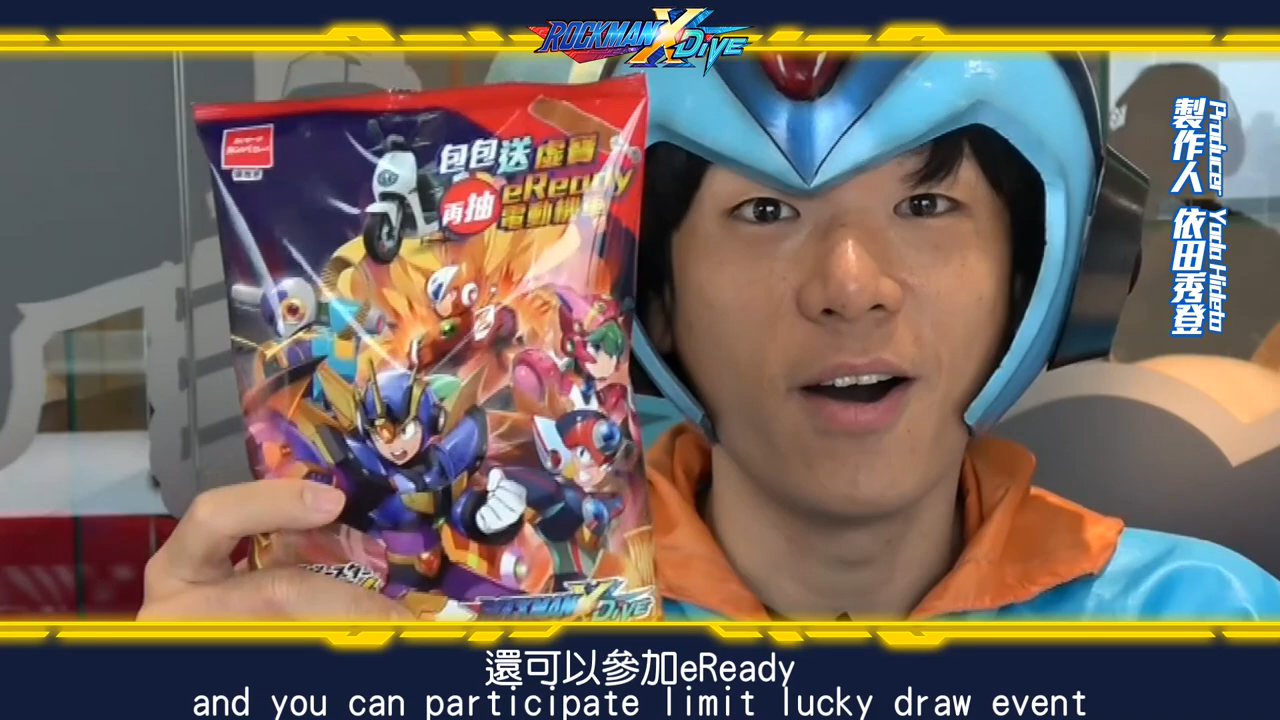 ROCKMAN X DiVE
包包送虛寶
再抽
eReady
電動機車
製作人 依田秀登
Producer Yoda Hideto
ROCKMAN X DiVE
還可以參加eReady
and you can participate limit lucky draw event